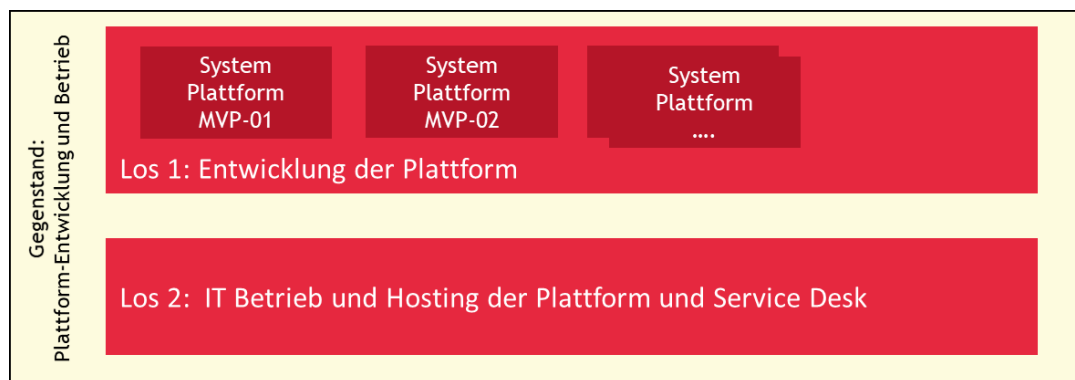 Gegenstand:
Plattform-Entwicklung und Betrieb
System
Plattform
MVP-01
System
Plattform
MVP-02
System
Plattform
....
Los 1: Entwicklung der Plattform
Los 2:  IT Betrieb und Hosting der Plattform und Service Desk